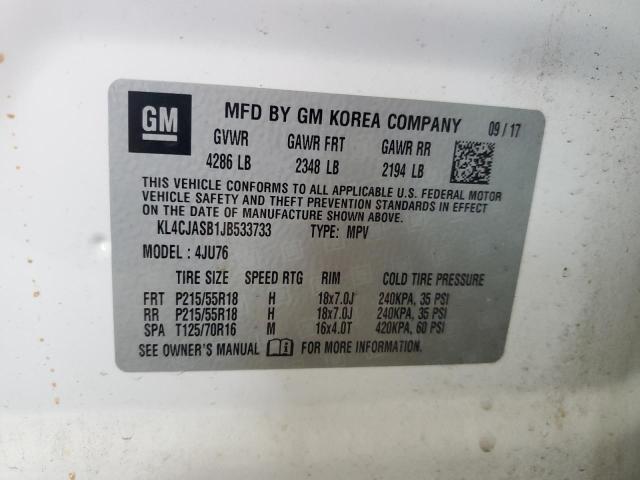 GM
MFD BY GM KOREA COMPANY 09 / 17
GVWR GAWR FRT GAWR RR
4286 LB 2348 LB 2194 LB
THIS VEHICLE CONFORMS TO ALL APPLICABLE U.S. FEDERAL MOTOR
VEHICLE SAFETY AND THEFT PREVENTION STANDARDS IN EFFECT ON
THE DATE OF MANUFACTURE SHOWN ABOVE.
KL4CJASB1JB533733 TYPE: MPV
MODEL : 4JU76
TIRE SIZE SPEED RTG RIM COLD TIRE PRESSURE
FRT P215/55R18 H 18x7.0J 240KPA, 35 PSI
RR P215/55R18 H 18x7.0J 240KPA, 35 PSI
SPA T125/70R16 M 16x4.0T 420KPA, 60 PSI
SEE OWNER'S MANUAL FOR MORE INFORMATION.